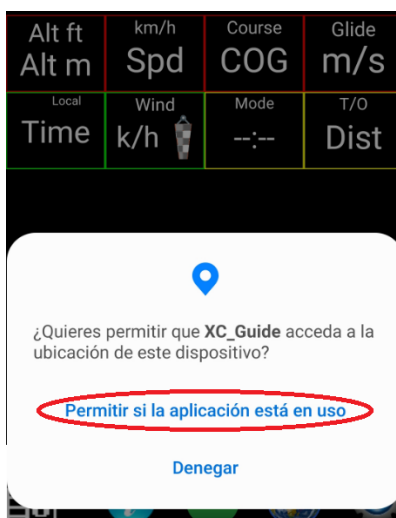 Alt ft km/h Course Glide
Alt m Spd COG m/s
Local Wind Mode T/O
Time k/h --:-- Dist
¿Quieres permitir que XC_Guide acceda a la
ubicación de este dispositivo?
Permitir si la aplicación está en uso
Denegar